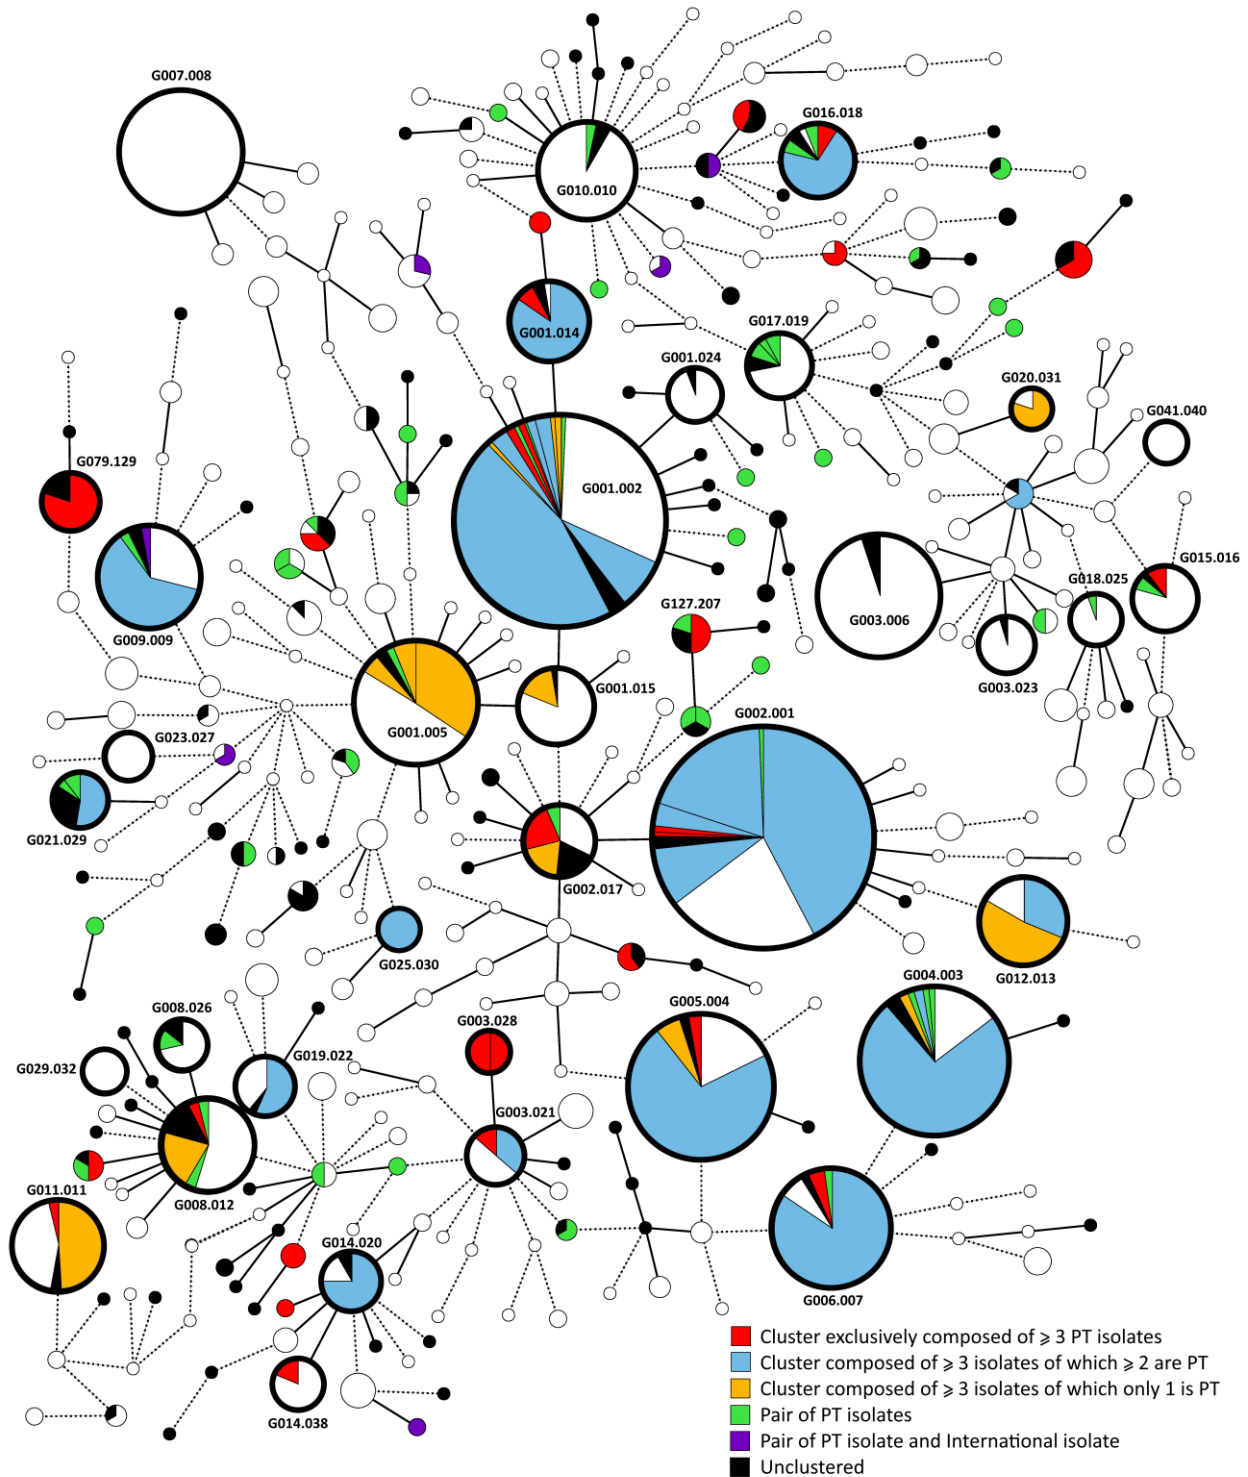 G007.008
G016.018
G010.010
G001.014
G001.024
G017.019
G020.031
G041.040
G079.129
G001.002
G015.016
G018.025
G003.006
G009.009
G127.207
G003.023
G001.015
G002.001
G001.005
G023.027
G021.029
G002.017
G025.030
G012.013
G004.003
G005.004
G008.026
G003.028
G019.022
G029.032
G003.021
G011.011
G008.012
G014.020
G006.007
G014.038
Cluster exclusively composed of ⩾ 3 PT isolates
Cluster composed of ⩾ 3 isolates of which ⩾ 2 are PT
Cluster composed of ⩾ 3 isolates of which only 1 is PT
Pair of PT isolates
Pair of PT isolate and International isolate
Unclustered